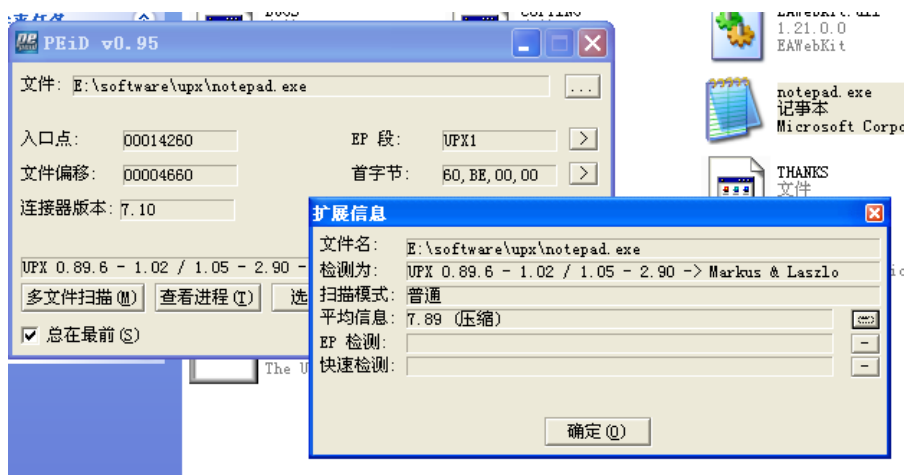 PEiD v0.95
文件: E:\software\upx\notepad.exe
...
入口点: 00014260
EP 段: UPX1 >
文件偏移: 00004660
首字节: 60,BE,00,00 >
连接器版本: 7.10
UPX 0.89.6 - 1.02 / 1.05 - 2.90 -
多文件扫描(M) 查看进程(T) 选
总在最前(S)
扩展信息
文件名: E:\software\upx\notepad.exe
检测为: UPX 0.89.6 - 1.02 / 1.05 - 2.90 -> Markus & Laszlo
扫描模式: 普通
平均信息: 7.89 (压缩)
EP 检测: -
快速检测: -
确定(O)
EAWebKit.dll
1.21.0.0
EAWebKit
notepad.exe
记事本
Microsoft Corpo
THANKS
文件
The U